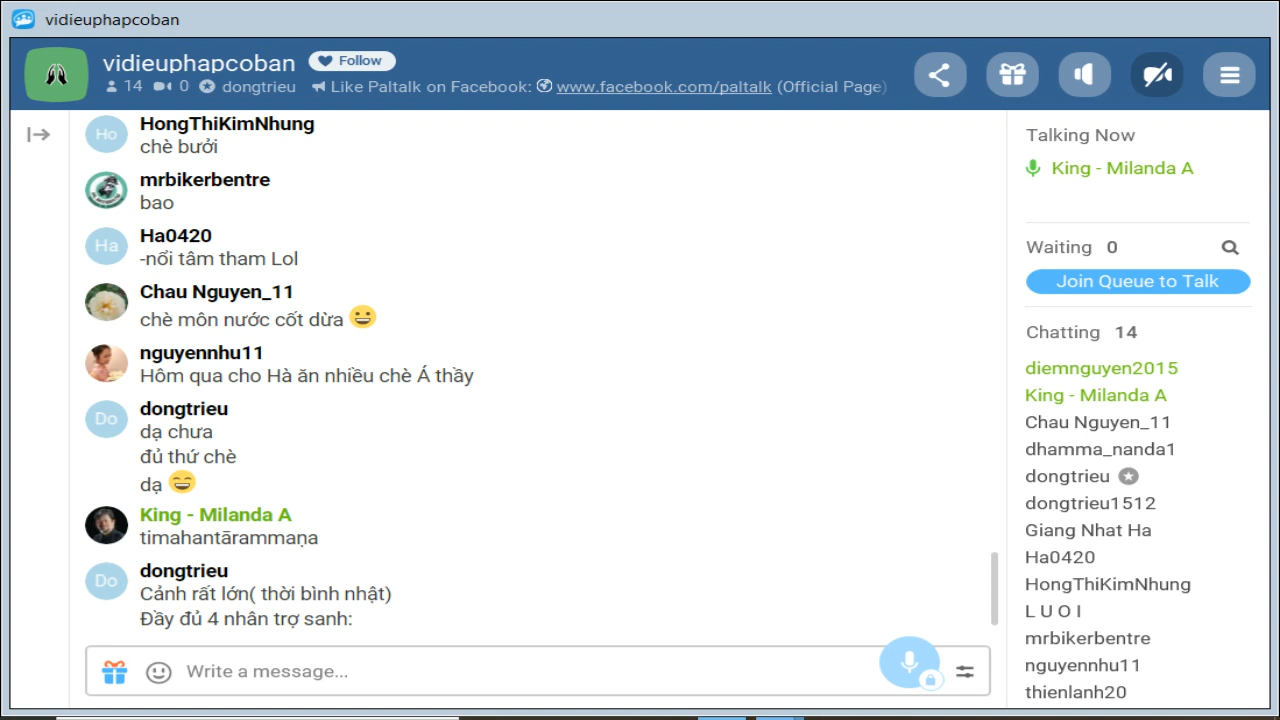 vidieuphapcoban
vidieuphapcoban Follow
14 0 dongtrieu Like Paltalk on Facebook: www.facebook.com/paltalk (Official Page)
Ho HongThiKimNhung
chè bưởi
mrbikerbentre
bao
Ha Ha0420
-nổi tâm tham Lol
Chau Nguyen_11
chè môn nước cốt dừa
nguyennhu11
Hôm qua cho Hà ăn nhiều chè Á thầy
Do dongtrieu
dạ chưa
đủ thứ chè
dạ
King - Milanda A
timahantārammaṇa
Do dongtrieu
Cảnh rất lớn( thời bình nhật)
Đầy đủ 4 nhân trợ sanh:
Write a message...
Talking Now
King - Milanda A
Waiting 0
Join Queue to Talk
Chatting 14
diemnguyen2015
King - Milanda A
Chau Nguyen_11
dhamma_nanda1
dongtrieu
dongtrieu1512
Giang Nhat Ha
Ha0420
HongThiKimNhung
L U O I
mrbikerbentre
nguyennhu11
thienlanh20